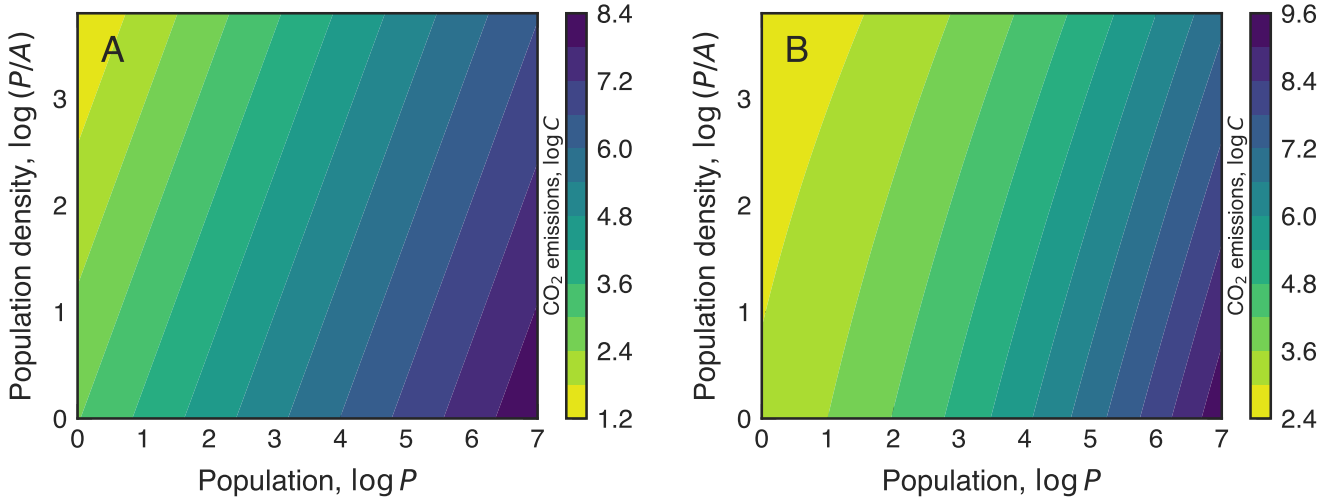 A
Population density, log (P/A)
3
2
1
0
0 1 2 3 4 5 6 7
Population, log P
8.4
7.2
6.0
4.8
3.6
2.4
1.2
CO₂ emissions, log C
B
Population density, log (P/A)
3
2
1
0
0 1 2 3 4 5 6 7
Population, log P
9.6
8.4
7.2
6.0
4.8
3.6
2.4
CO₂ emissions, log C